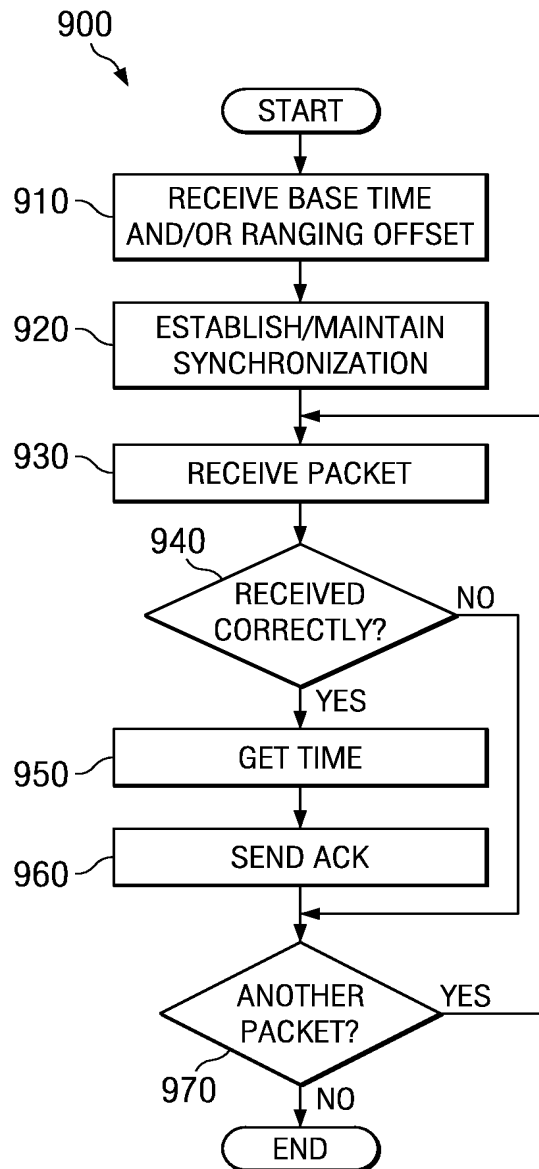 900
START
910
RECEIVE BASE TIME
AND/OR RANGING OFFSET
920
ESTABLISH/MAINTAIN
SYNCHRONIZATION
930
RECEIVE PACKET
940
RECEIVED
CORRECTLY?
NO
YES
950
GET TIME
960
SEND ACK
ANOTHER
PACKET?
YES
970
NO
END